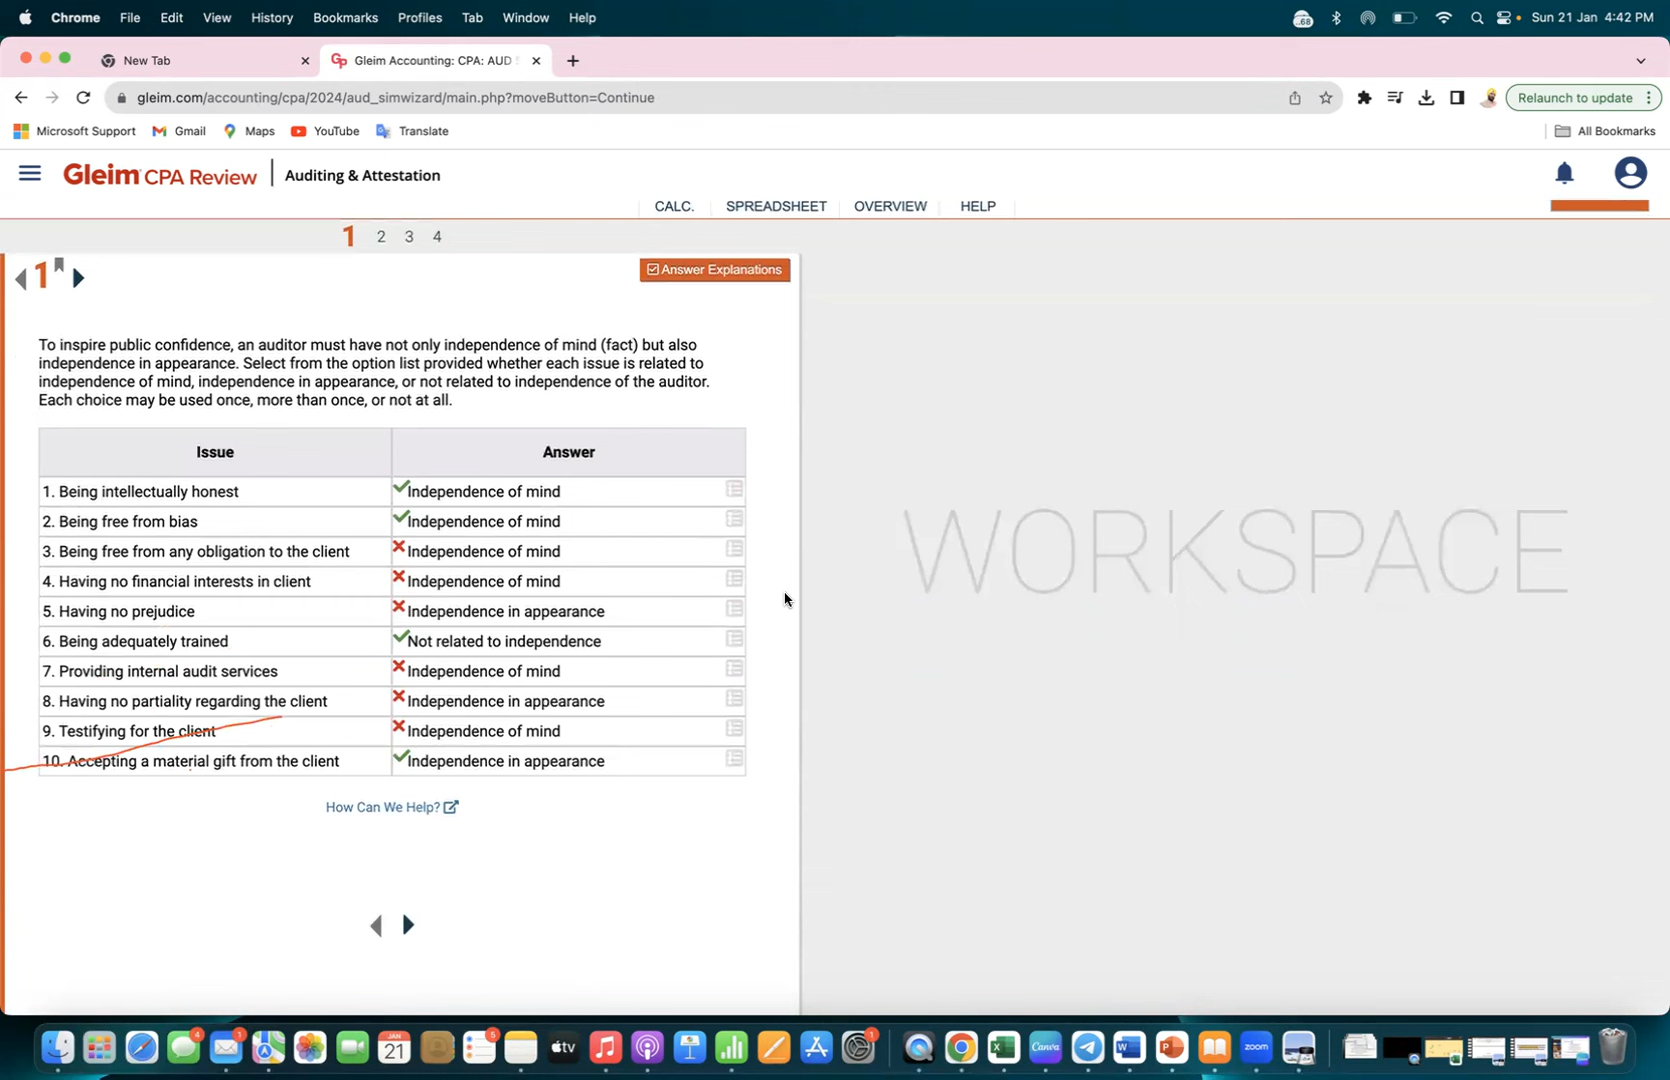 Chrome File Edit View History Bookmarks Profiles Tab Window Help
.68
Sun 21 Jan 4:42 PM
New Tab
Gleim Accounting: CPA: AUD
gleim.com/accounting/cpa/2024/aud_simwizard/main.php?moveButton=Continue
Relaunch to update
Microsoft Support Gmail Maps YouTube Translate
All Bookmarks
Gleim CPA Review Auditing & Attestation
CALC. SPREADSHEET OVERVIEW HELP
1 2 3 4
1
Answer Explanations
To inspire public confidence, an auditor must have not only independence of mind (fact) but also
independence in appearance. Select from the option list provided whether each issue is related to
independence of mind, independence in appearance, or not related to independence of the auditor.
Each choice may be used once, more than once, or not at all.
Issue Answer
1. Being intellectually honest Independence of mind
2. Being free from bias Independence of mind
3. Being free from any obligation to the client Independence of mind
4. Having no financial interests in client Independence of mind
5. Having no prejudice Independence in appearance
6. Being adequately trained Not related to independence
7. Providing internal audit services Independence of mind
8. Having no partiality regarding the client Independence in appearance
9. Testifying for the client Independence of mind
10. Accepting a material gift from the client Independence in appearance
How Can We Help?
WORKSPACE
4 1 5 1
JAN
21
tv
Canva
zoom